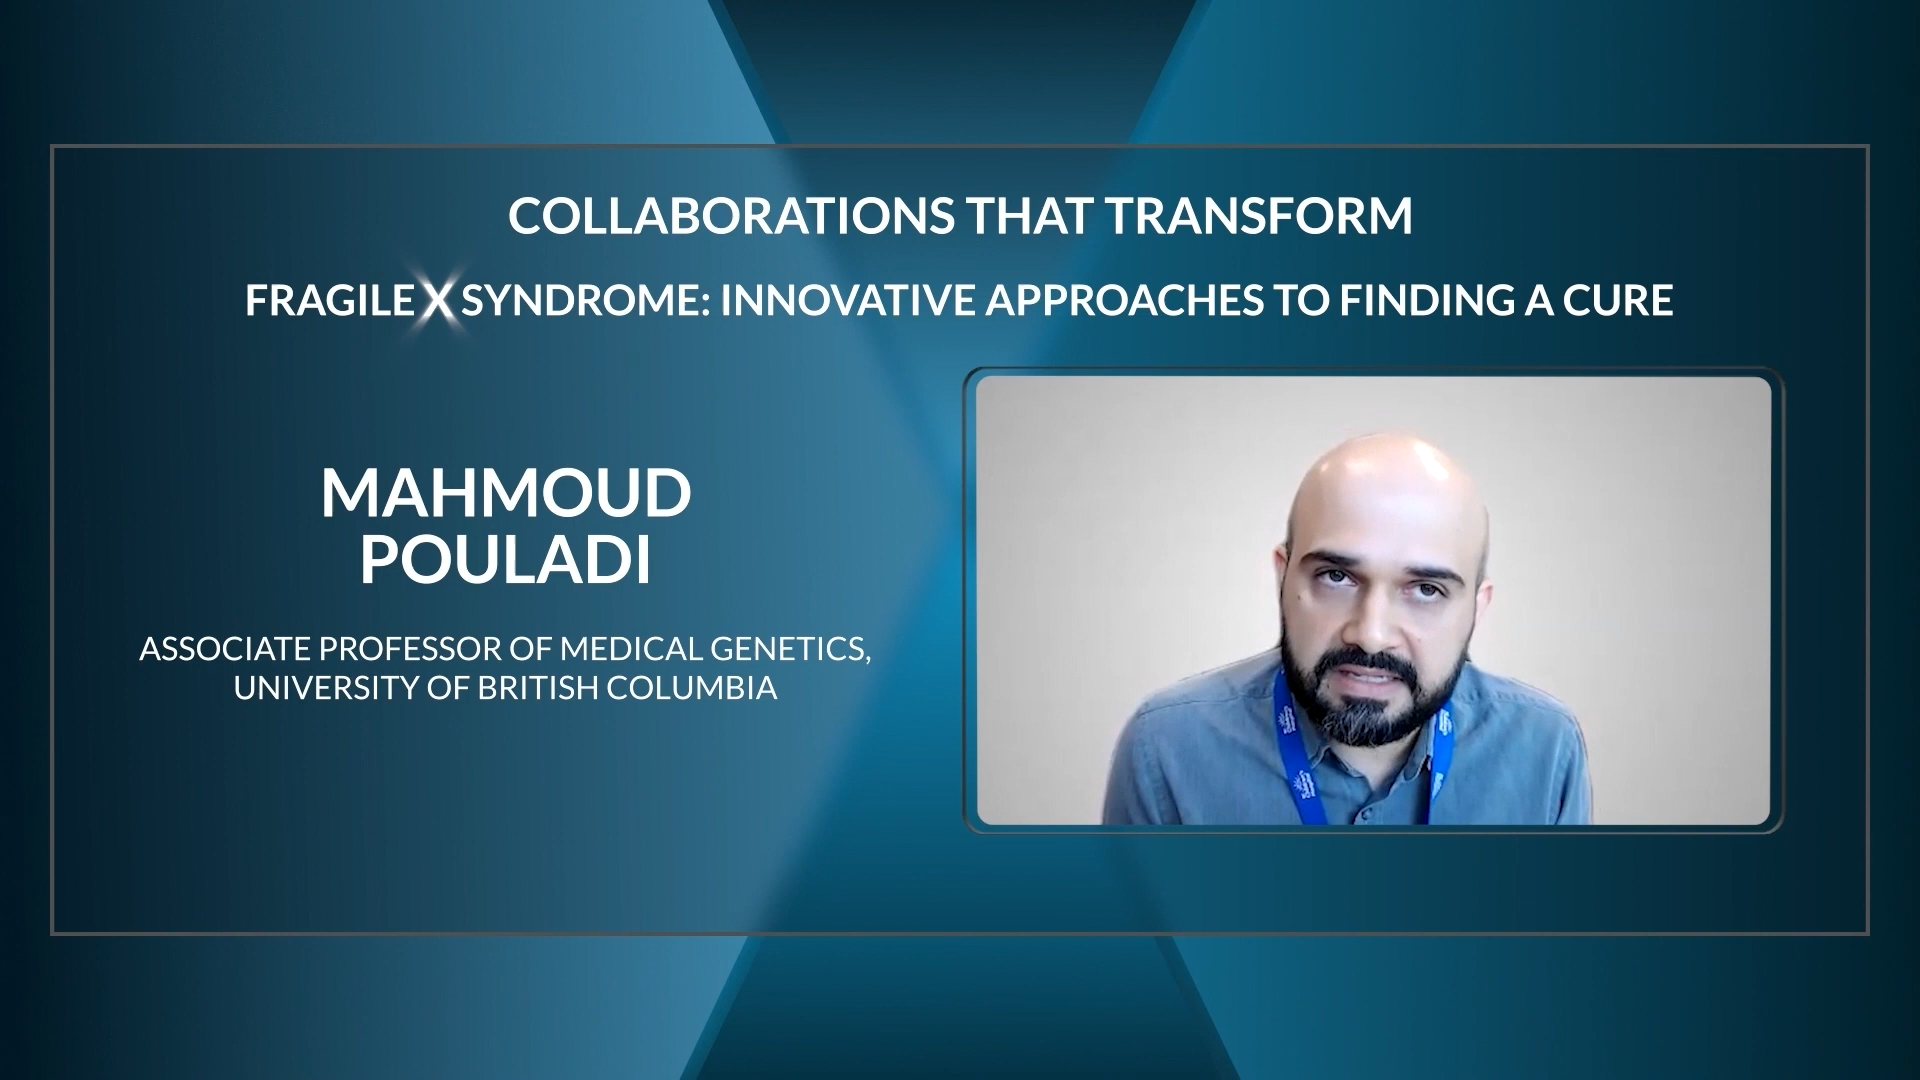 COLLABORATIONS THAT TRANSFORM
FRAGILE X SYNDROME: INNOVATIVE APPROACHES TO FINDING A CURE
MAHMOUD
POULADI
ASSOCIATE PROFESSOR OF MEDICAL GENETICS,
UNIVERSITY OF BRITISH COLUMBIA